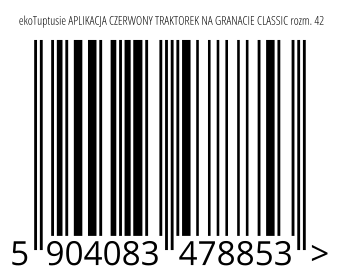 ekoTuptusie APLIKACJA CZERWONY TRAKTOREK NA GRANACIE CLASSIC rozm. 42
5 904083 478853 >